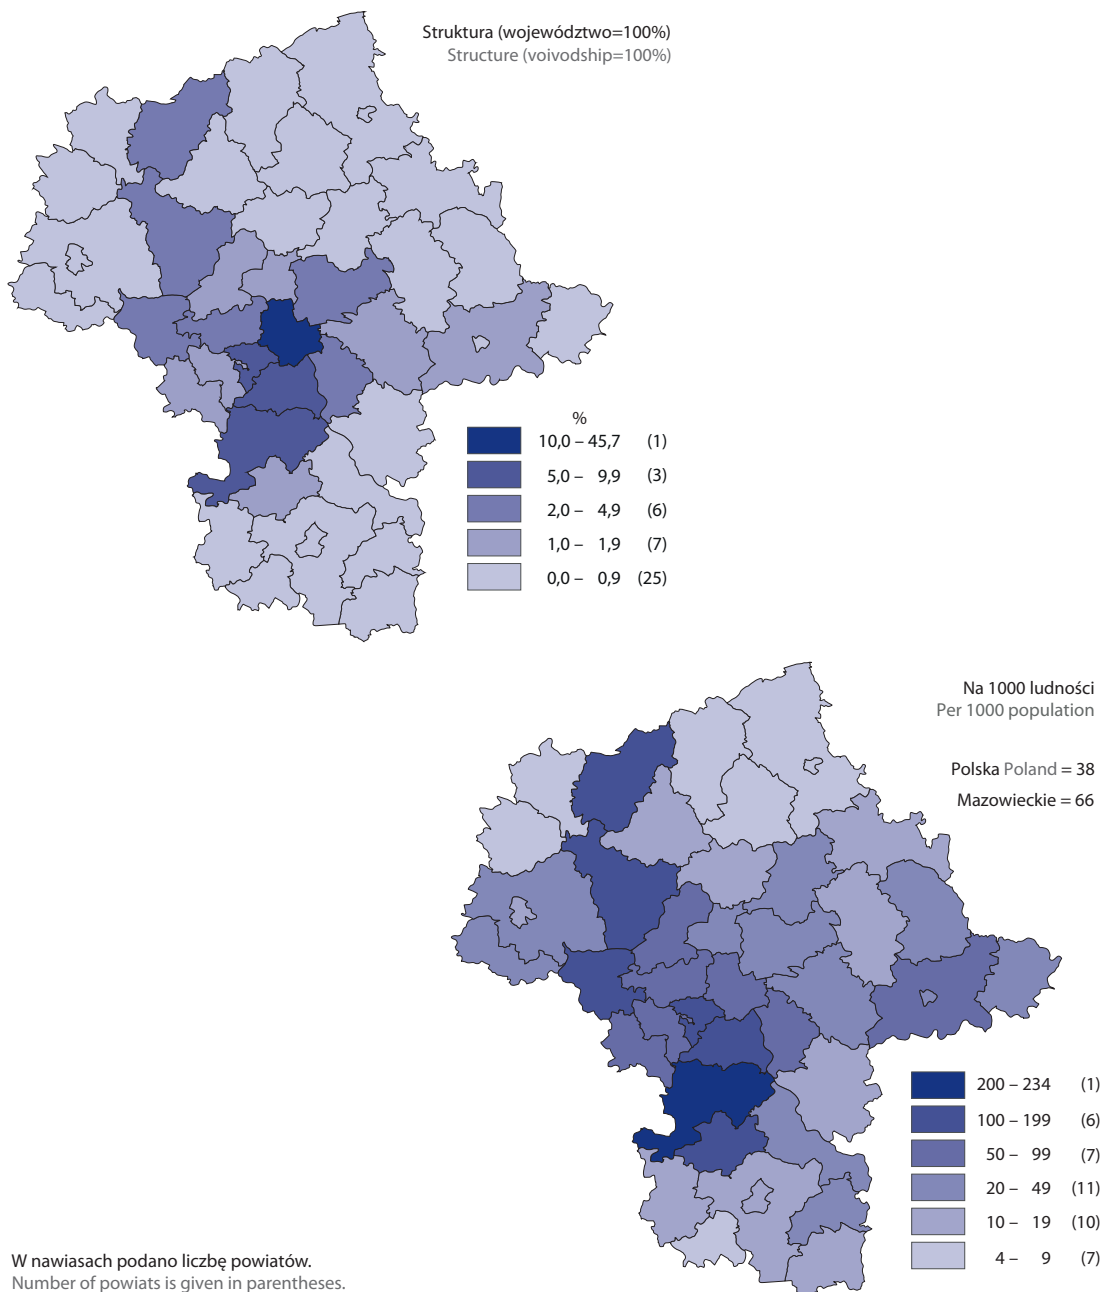 Struktura (województwo=100%)
Structure (voivodship=100%)
%
10,0 – 45,7 (1)
5,0 – 9,9 (3)
2,0 – 4,9 (6)
1,0 – 1,9 (7)
0,0 – 0,9 (25)
Na 1000 ludności
Per 1000 population
Polska Poland = 38
Mazowieckie = 66
200 – 234 (1)
100 – 199 (6)
50 – 99 (7)
20 – 49 (11)
10 – 19 (10)
4 – 9 (7)
W nawiasach podano liczbę powiatów.
Number of powiats is given in parentheses.